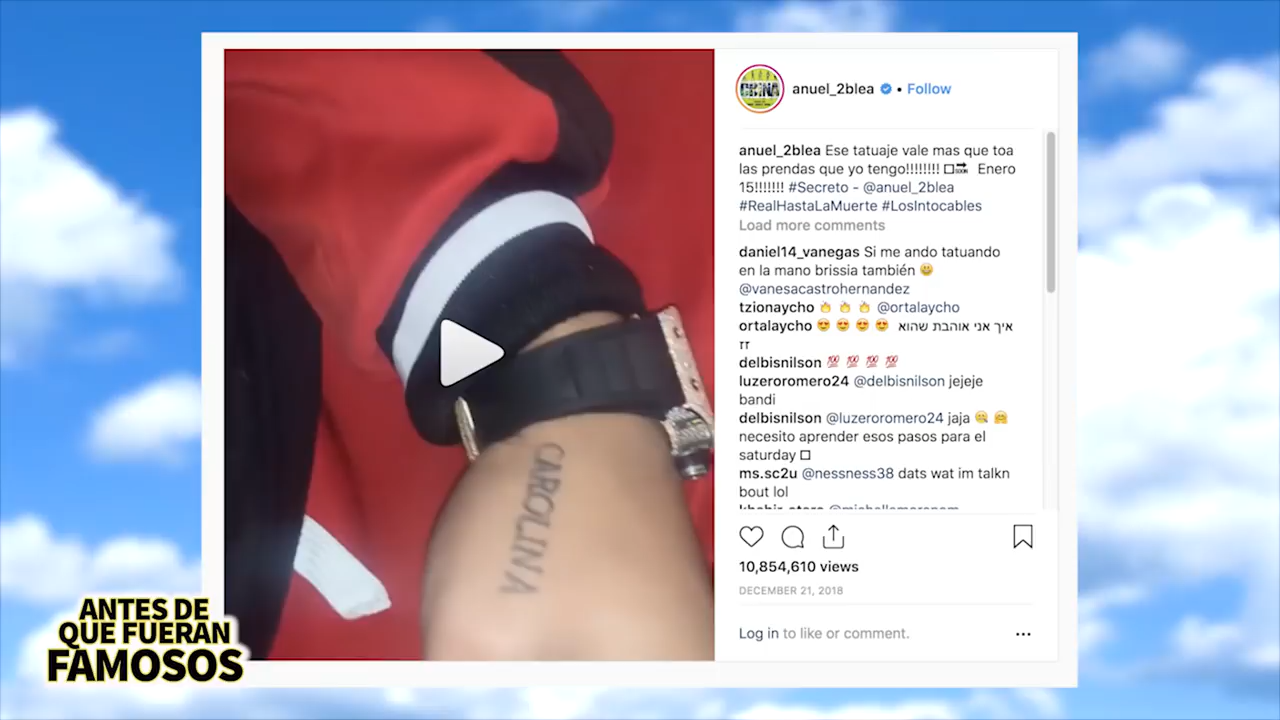 anuel_2blea • Follow
anuel_2blea Ese tatuaje vale mas que toa
las prendas que yo tengo!!!!!!!! 🔜 Enero
15!!!!!!! #Secreto - @anuel_2blea
#RealHastaLaMuerte #LosIntocables
Load more comments
daniel14_vanegas Si me ando tatuando
en la mano brissia también 😀
@vanesacastrohernandez
tzionaycho 👏 👏 👏 @ortalaycho
ortalaycho 😍 😍 😍 😍 איך אני אוהבת שהוא
זז
delbisnilson 💯 💯 💯 💯
luzeroromero24 @delbisnilson jejeje
bandi
delbisnilson @luzeroromero24 jaja 😋 🤗
necesito aprender esos pasos para el
saturday
ms.sc2u @nessness38 dats wat im talkn
bout lol
10,854,610 views
DECEMBER 21, 2018
Log in to like or comment.
CAROLINA
ANTES DE
QUE FUERAN
FAMOSOS